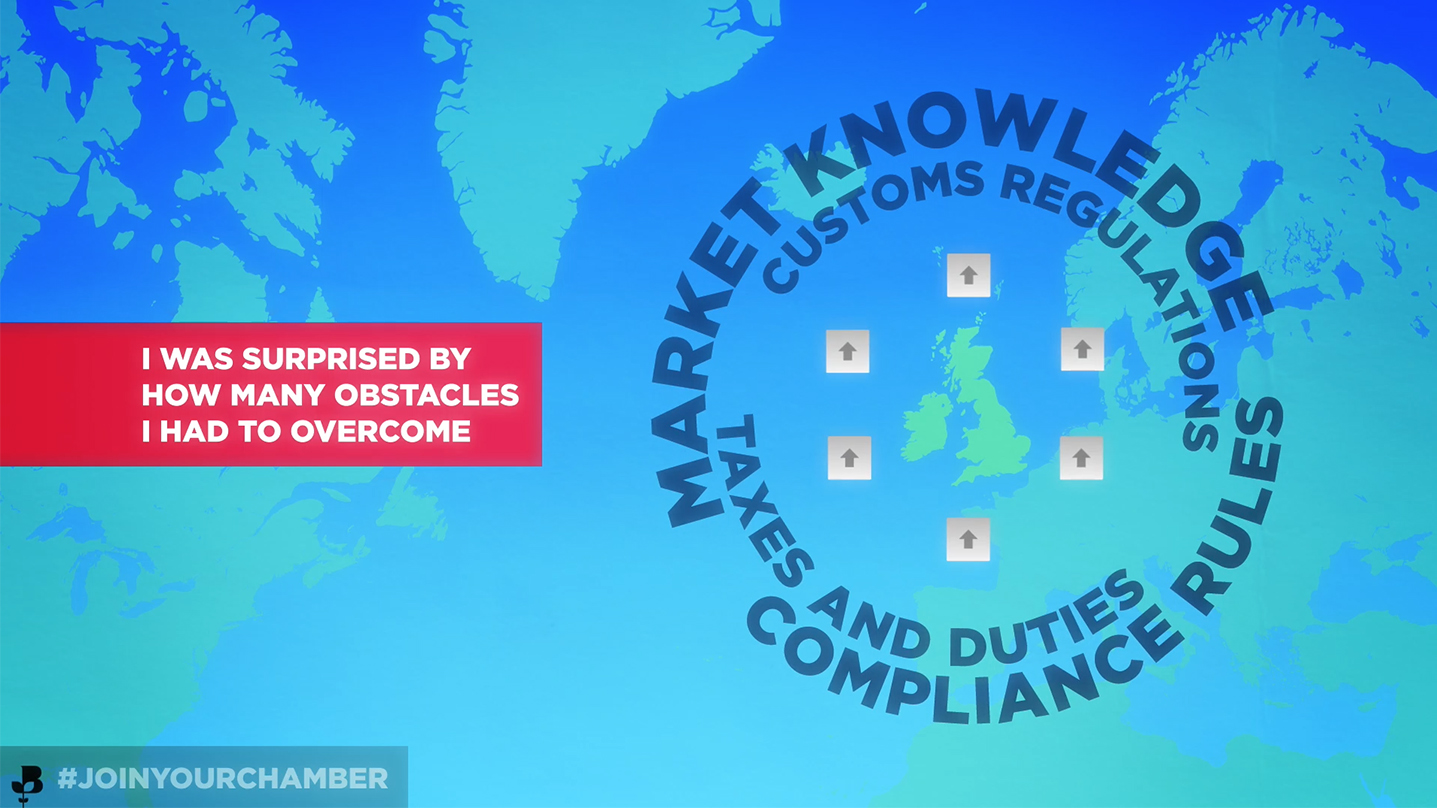 MARKET KNOWLEDGE
CUSTOMS REGULATIONS
I WAS SURPRISED BY
HOW MANY OBSTACLES
I HAD TO OVERCOME
TAXES AND DUTIES
COMPLIANCE RULES
#JOINYOURCHAMBER